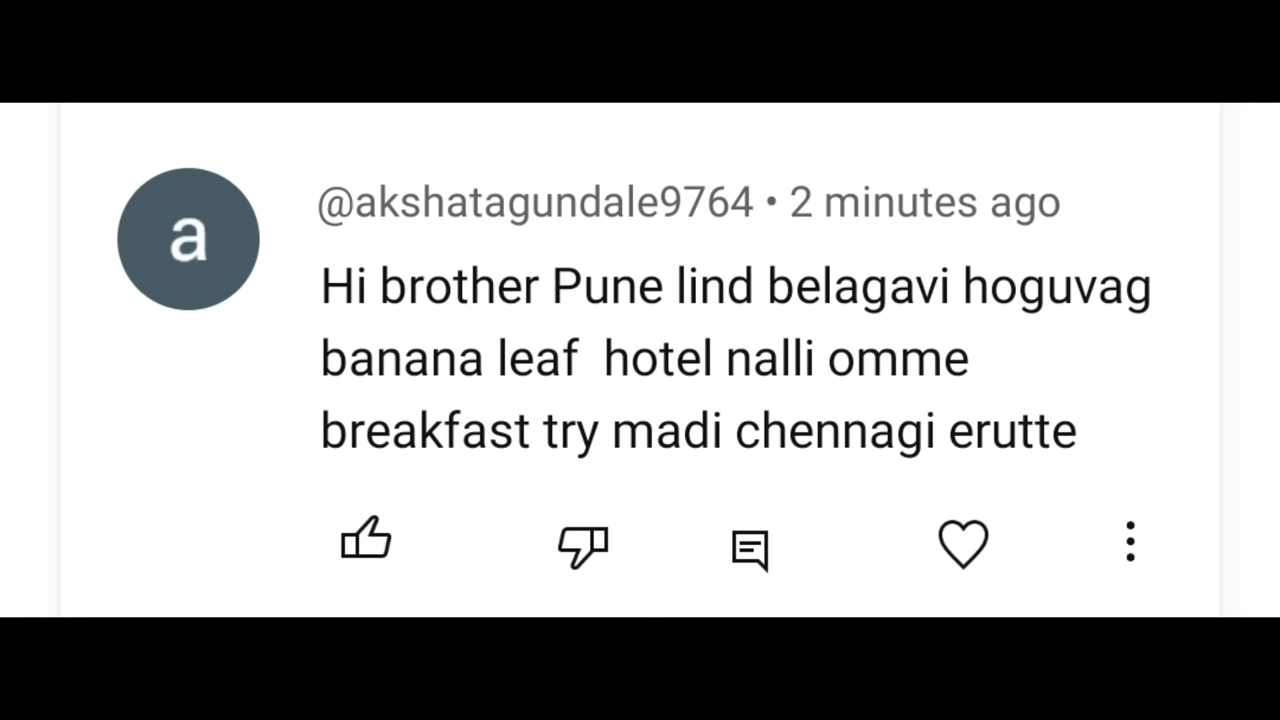 a
@akshatagundale9764 • 2 minutes ago
Hi brother Pune lind belagavi hoguvag
banana leaf  hotel nalli omme
breakfast try madi chennagi erutte